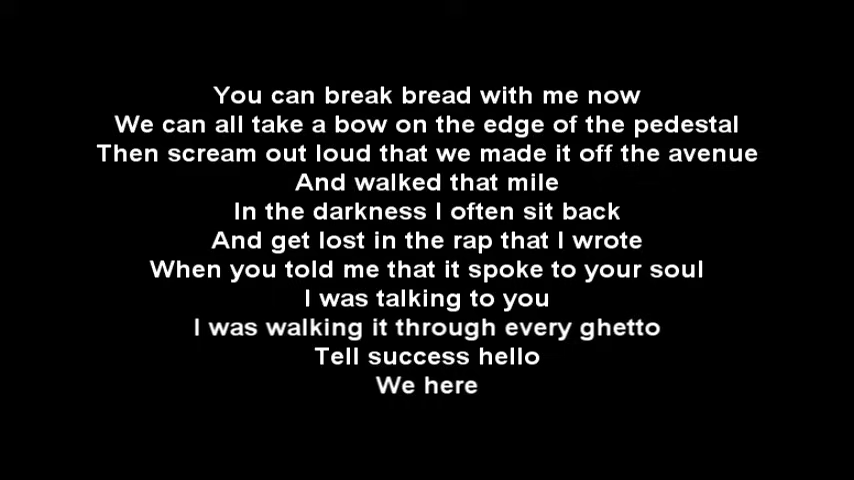 You can break bread with me now
We can all take a bow on the edge of the pedestal
Then scream out loud that we made it off the avenue
And walked that mile
In the darkness I often sit back
And get lost in the rap that I wrote
When you told me that it spoke to your soul
I was talking to you
I was walking it through every ghetto
Tell success hello
We here